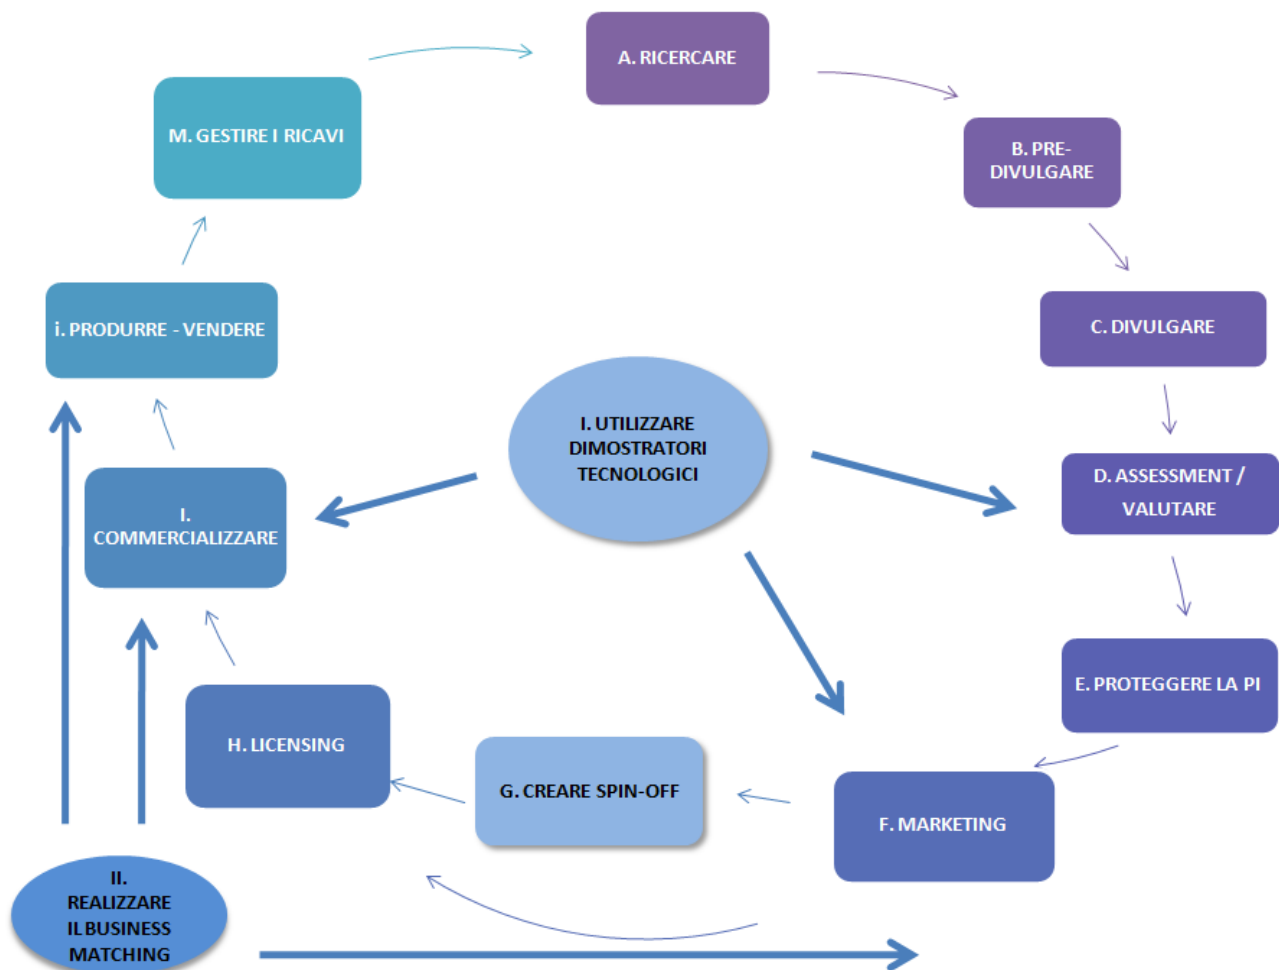 A. RICERCARE
M. GESTIRE I RICAVI
B. PRE-
DIVULGARE
i. PRODURRE - VENDERE
C. DIVULGARE
I. UTILIZZARE
DIMOSTRATORI
TECNOLOGICI
D. ASSESSMENT /
VALUTARE
I.
COMMERCIALIZZARE
E. PROTEGGERE LA PI
H. LICENSING
G. CREARE SPIN-OFF
F. MARKETING
II.
REALIZZARE
IL BUSINESS
MATCHING